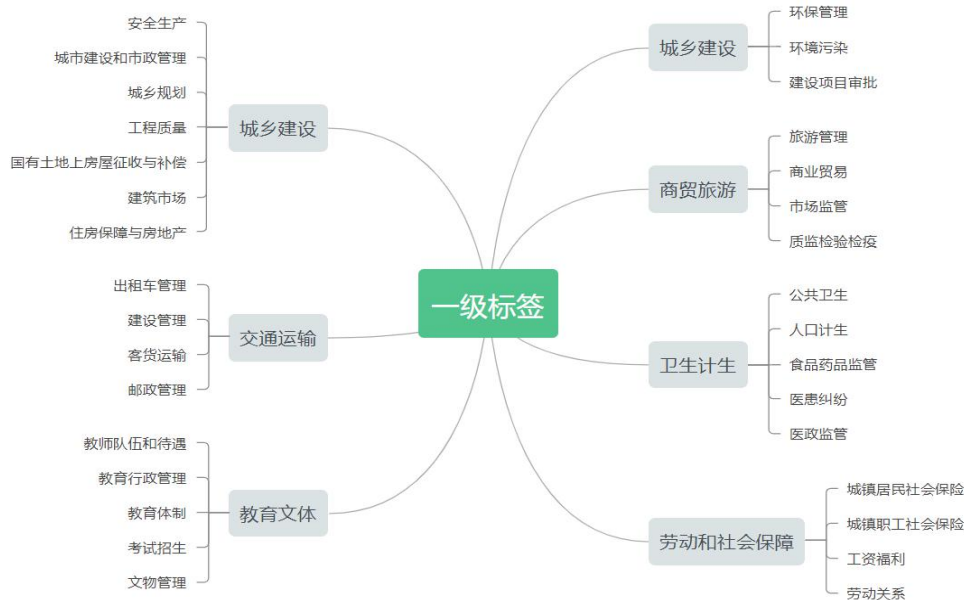 一级标签
城乡建设
安全生产
城市建设和市政管理
城乡规划
工程质量
国有土地上房屋征收与补偿
建筑市场
住房保障与房地产
交通运输
出租车管理
建设管理
客货运输
邮政管理
教育文体
教师队伍和待遇
教育行政管理
教育体制
考试招生
文物管理
城乡建设
环保管理
环境污染
建设项目审批
商贸旅游
旅游管理
商业贸易
市场监管
质监检验检疫
卫生计生
公共卫生
人口计生
食品药品监管
医患纠纷
医政监管
劳动和社会保障
城镇居民社会保险
城镇职工社会保险
工资福利
劳动关系